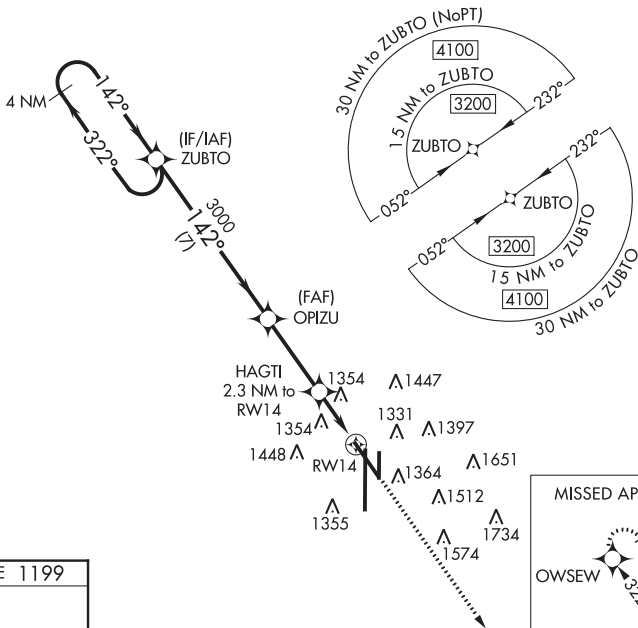 30 NM to ZUBTO (NoPT)
4100
15 NM to ZUBTO
3200
232°
ZUBTO
052°
4 NM
142°
322°
(IF/IAF)
ZUBTO
3000
142°
(7)
232°
ZUBTO
052°
3200
15 NM to ZUBTO
4100
30 NM to ZUBTO
(FAF)
OPIZU
HAGTI
2.3 NM to
RW14
1354
1447
1354
1331
1397
1448
RW14
1364
1651
1355
1512
1734
1574
MISSED AP
OWSEW
E 1199